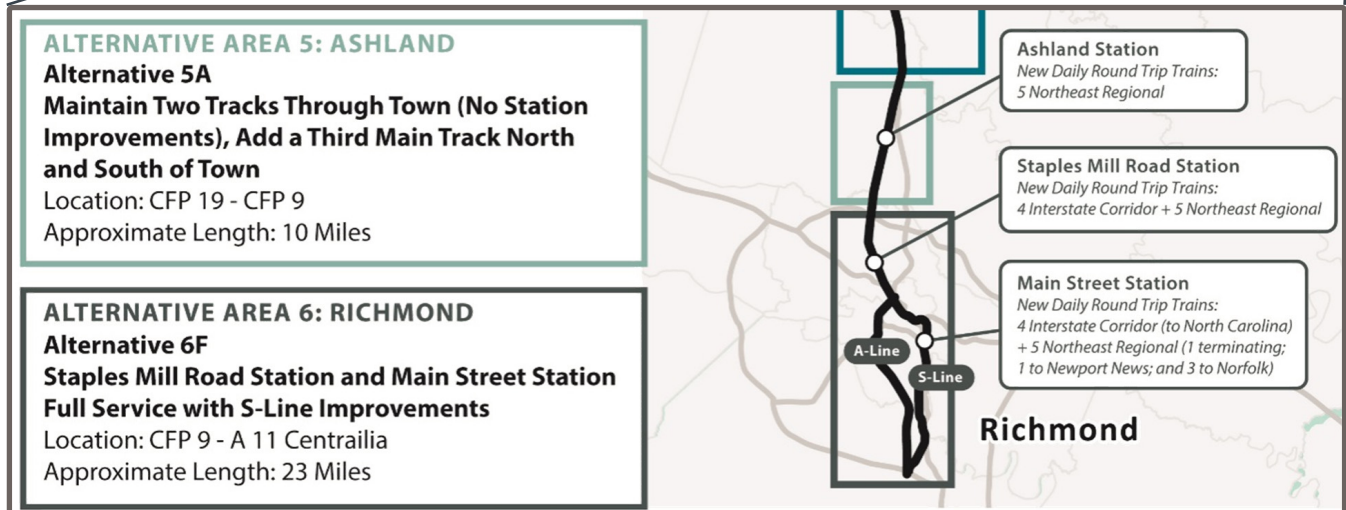 ALTERNATIVE AREA 5: ASHLAND
Alternative 5A
Maintain Two Tracks Through Town (No Station
Improvements), Add a Third Main Track North
and South of Town
Location: CFP 19 - CFP 9
Approximate Length: 10 Miles
ALTERNATIVE AREA 6: RICHMOND
Alternative 6F
Staples Mill Road Station and Main Street Station
Full Service with S-Line Improvements
Location: CFP 9 - A 11 Centrailia
Approximate Length: 23 Miles
Ashland Station
New Daily Round Trip Trains:
5 Northeast Regional
Staples Mill Road Station
New Daily Round Trip Trains:
4 Interstate Corridor + 5 Northeast Regional
Main Street Station
New Daily Round Trip Trains:
4 Interstate Corridor (to North Carolina)
+ 5 Northeast Regional (1 terminating;
1 to Newport News; and 3 to Norfolk)
A-Line
S-Line
Richmond